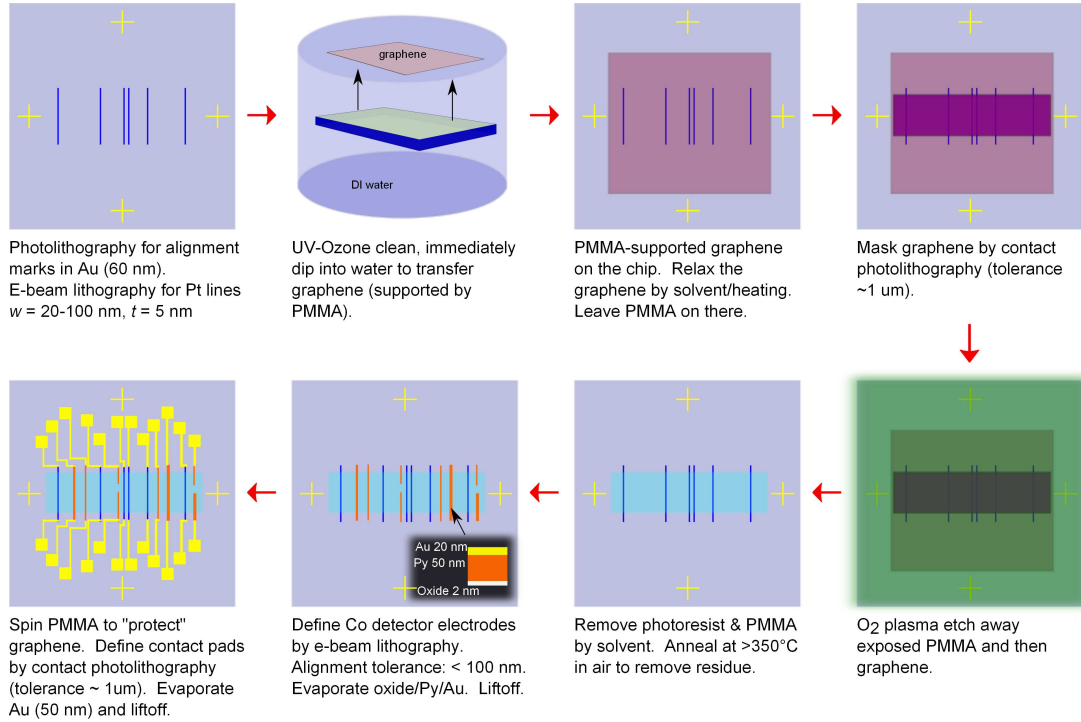 Photolithography for alignment
marks in Au (60 nm).
E-beam lithography for Pt lines
w = 20-100 nm, t = 5 nm
graphene
DI water
UV-Ozone clean, immediately
dip into water to transfer
graphene (supported by
PMMA).
PMMA-supported graphene
on the chip.  Relax the
graphene by solvent/heating.
Leave PMMA on there.
Mask graphene by contact
photolithography (tolerance
~1 um).
O2 plasma etch away
exposed PMMA and then
graphene.
Remove photoresist & PMMA
by solvent.  Anneal at >350°C
in air to remove residue.
Au 20 nm
Py 50 nm
Oxide 2 nm
Define Co detector electrodes
by e-beam lithography.
Alignment tolerance: < 100 nm.
Evaporate oxide/Py/Au.  Liftoff.
Spin PMMA to "protect"
graphene.  Define contact pads
by contact photolithography
(tolerance ~ 1um).  Evaporate
Au (50 nm) and liftoff.